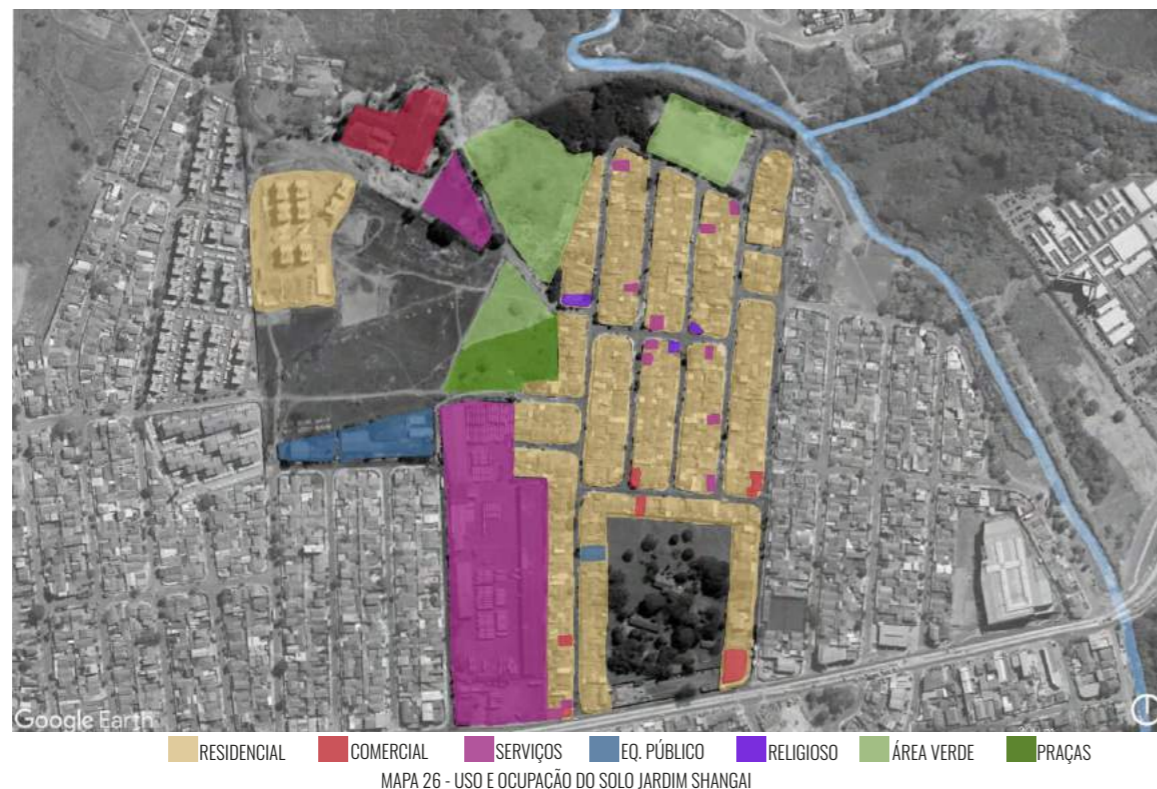 Google Earth
RESIDENCIAL COMERCIAL SERVIÇOS EQ. PÚBLICO RELIGIOSO ÁREA VERDE PRAÇAS
MAPA 26 - USO E OCUPAÇÃO DO SOLO JARDIM SHANGAI